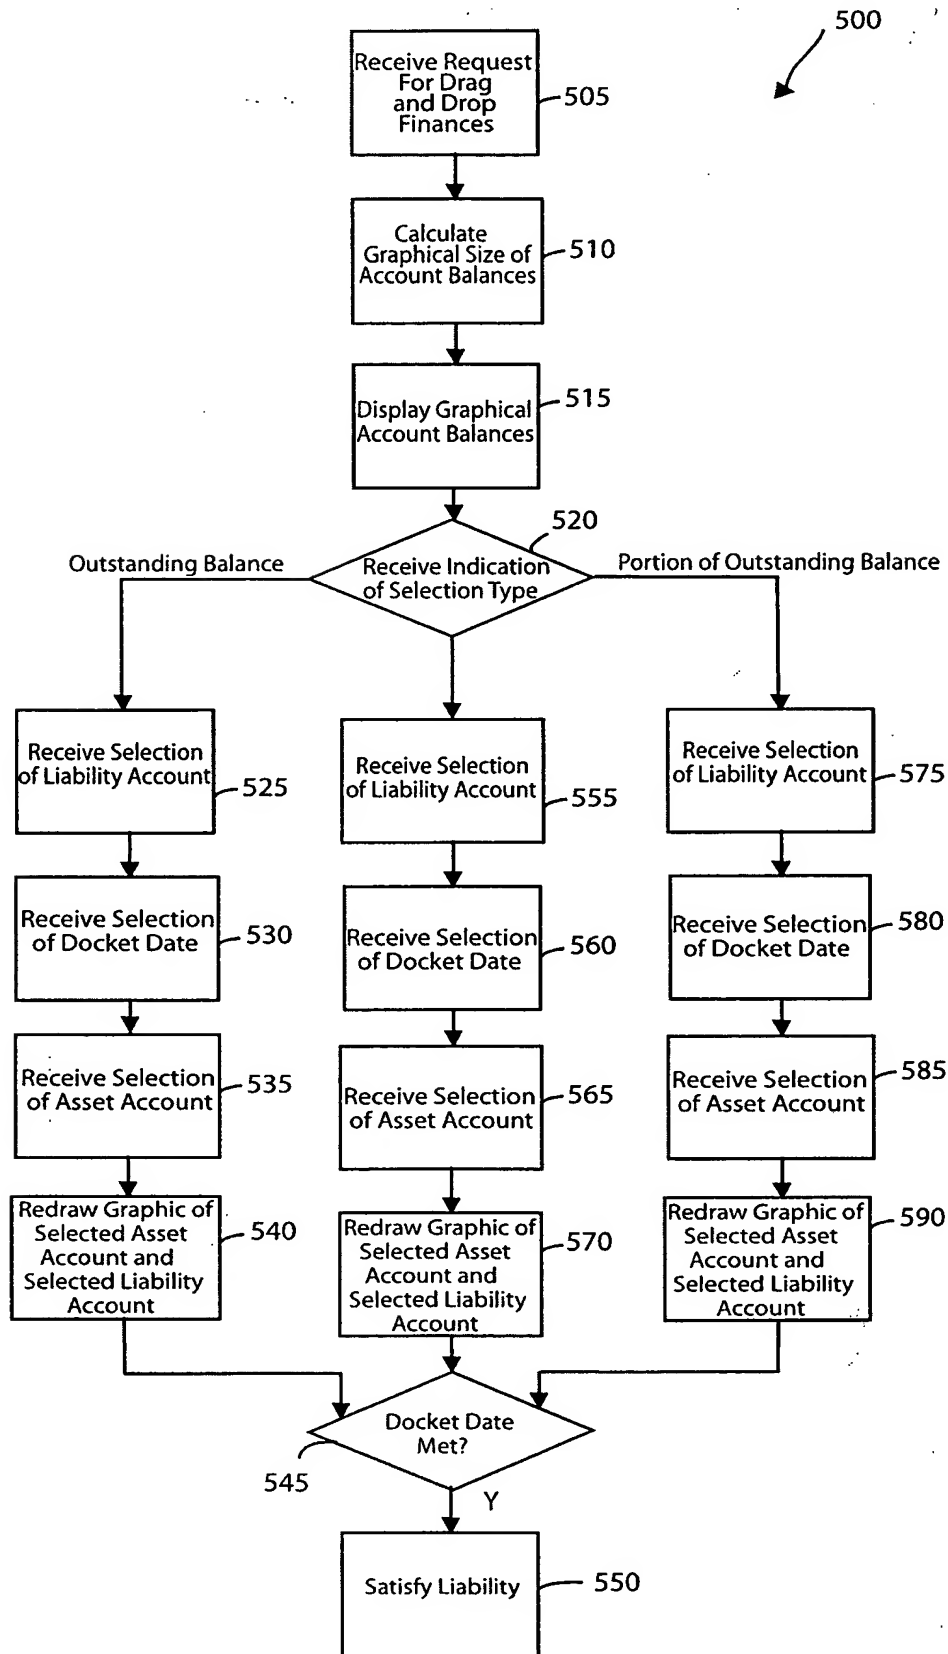 500
Receive Request
For Drag
and Drop
Finances
505
Calculate
Graphical Size of
Account Balances
510
Display Graphical
Account Balances
515
520
Outstanding Balance
Receive Indication
of Selection Type
Portion of Outstanding Balance
Receive Selection
of Liability Account
525
Receive Selection
of Docket Date
530
Receive Selection
of Asset Account
535
Redraw Graphic of
Selected Asset
Account and
Selected Liability
Account
540
Receive Selection
of Liability Account
555
Receive Selection
of Docket Date
560
Receive Selection
of Asset Account
565
Redraw Graphic of
Selected Asset
Account and
Selected Liability
Account
570
Receive Selection
of Liability Account
575
Receive Selection
of Docket Date
580
Receive Selection
of Asset Account
585
Redraw Graphic of
Selected Asset
Account and
Selected Liability
Account
590
Docket Date
Met?
545
Y
Satisfy Liability
550